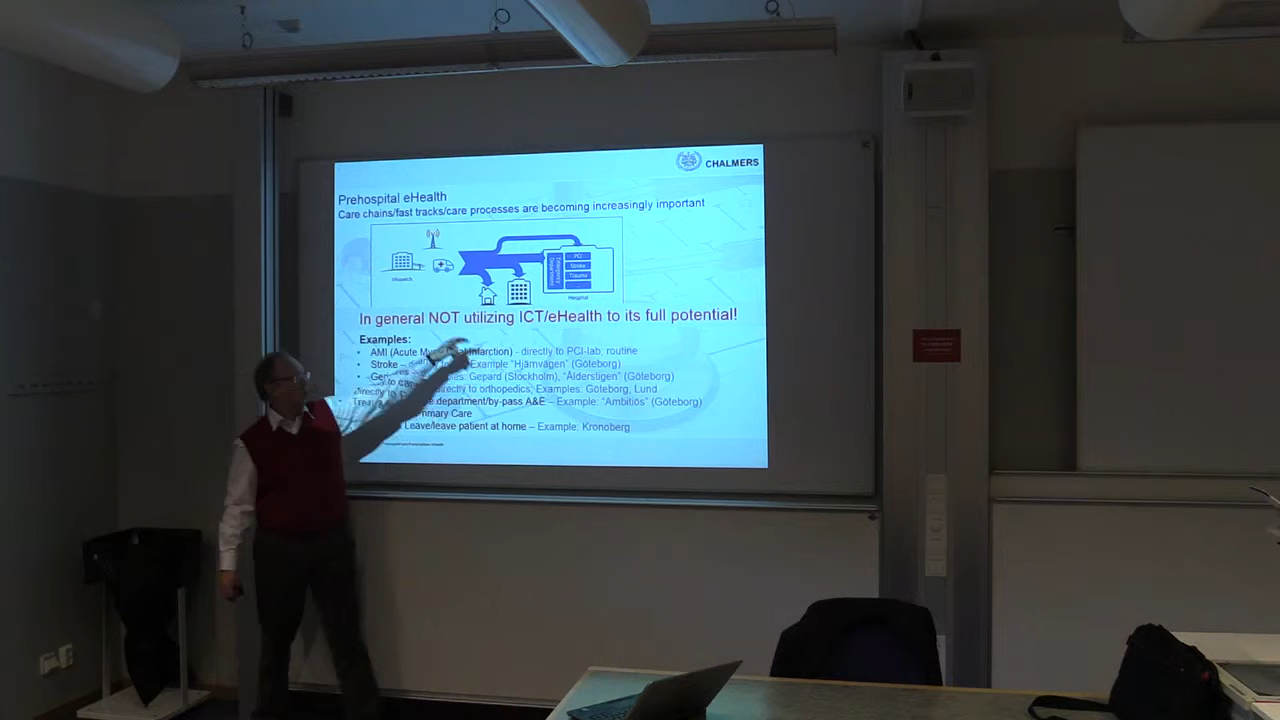 CHALMERS
Prehospital eHealth
Care chains/fast tracks/care processes are becoming increasingly important
PCI
Stroke
Trauma
Emergency Department
Hospital
In general NOT utilizing ICT/eHealth to its full potential!
Examples:
• AMI (Acute Infarction) - directly to PCI-lab, routine
• Stroke – Example "Hjärnvägen" (Göteborg)
• Gepard (Stockholm), "Ålderstigen" (Göteborg)
directly to orthopedics; Examples: Göteborg, Lund
department/by-pass A&E – Example: "Ambitiös" (Göteborg)
Primary Care
Leave/leave patient at home – Example: Kronoberg